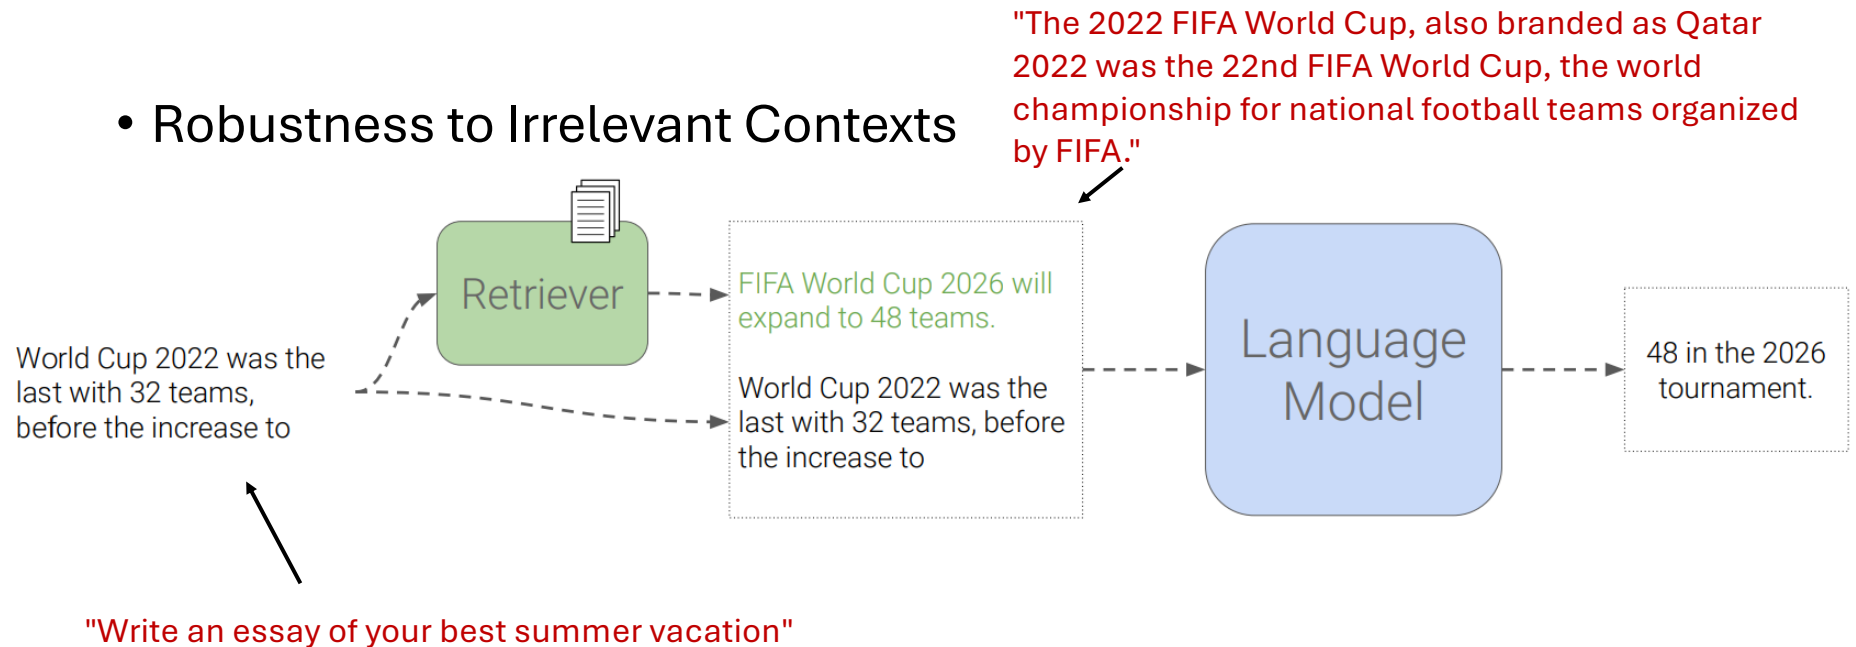 "The 2022 FIFA World Cup, also branded as Qatar
2022 was the 22nd FIFA World Cup, the world
championship for national football teams organized
by FIFA."
• Robustness to Irrelevant Contexts
World Cup 2022 was the
last with 32 teams,
before the increase to
Retriever
FIFA World Cup 2026 will
expand to 48 teams.
World Cup 2022 was the
last with 32 teams, before
the increase to
Language
Model
48 in the 2026
tournament.
"Write an essay of your best summer vacation"